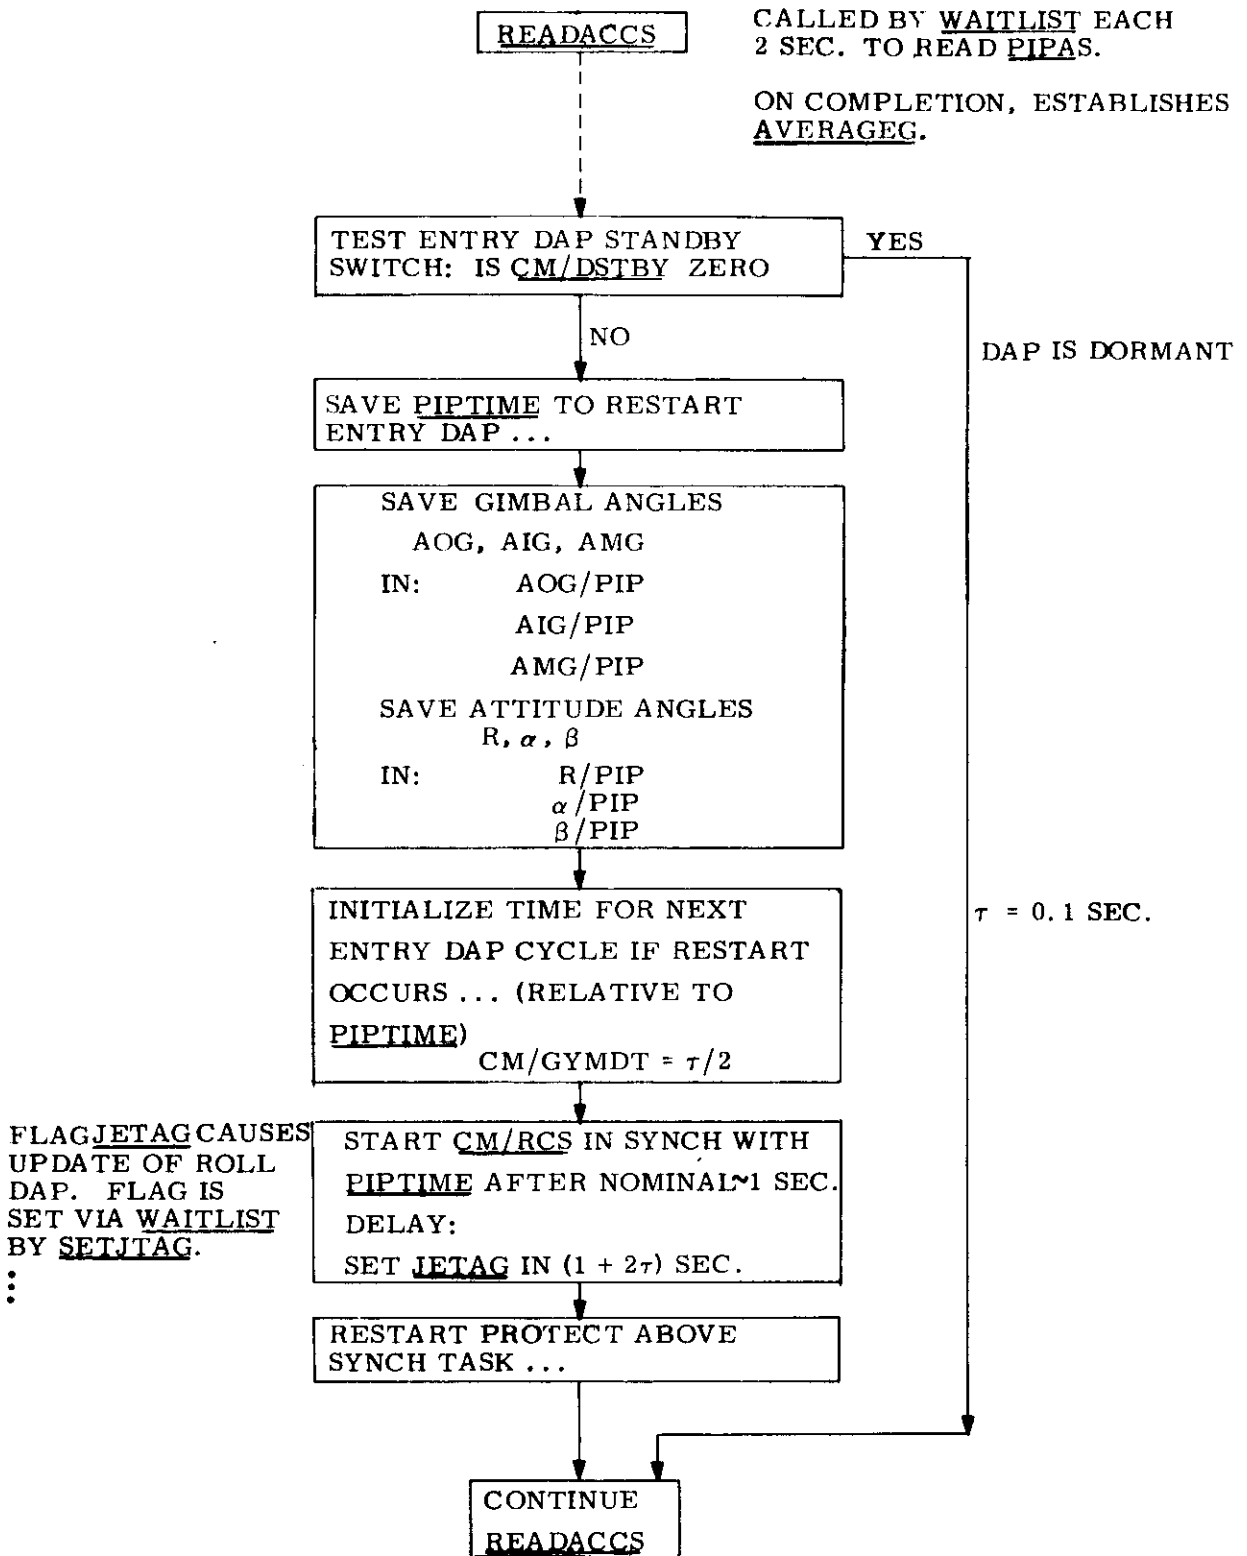 READACCS
CALLED BY WAITLIST EACH
2 SEC. TO READ PIPAS.
ON COMPLETION, ESTABLISHES
AVERAGEG.
TEST ENTRY DAP STANDBY
SWITCH: IS CM/DSTBY ZERO
YES
NO
DAP IS DORMANT
SAVE PIPTIME TO RESTART
ENTRY DAP ...
SAVE GIMBAL ANGLES
AOG, AIG, AMG
IN: AOG/PIP
AIG/PIP
AMG/PIP
SAVE ATTITUDE ANGLES
R, α, β
IN: R/PIP
α/PIP
β/PIP
INITIALIZE TIME FOR NEXT
ENTRY DAP CYCLE IF RESTART
OCCURS ... (RELATIVE TO
PIPTIME)
CM/GYMDT = τ/2
τ = 0.1 SEC.
FLAG JETAG CAUSES
UPDATE OF ROLL
DAP. FLAG IS
SET VIA WAITLIST
BY SETJTAG.
START CM/RCS IN SYNCH WITH
PIPTIME AFTER NOMINAL~1 SEC.
DELAY:
SET JETAG IN (1 + 2τ) SEC.
RESTART PROTECT ABOVE
SYNCH TASK ...
CONTINUE
READACCS